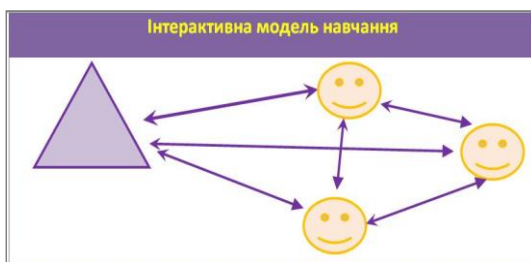 Інтерактивна модель навчання